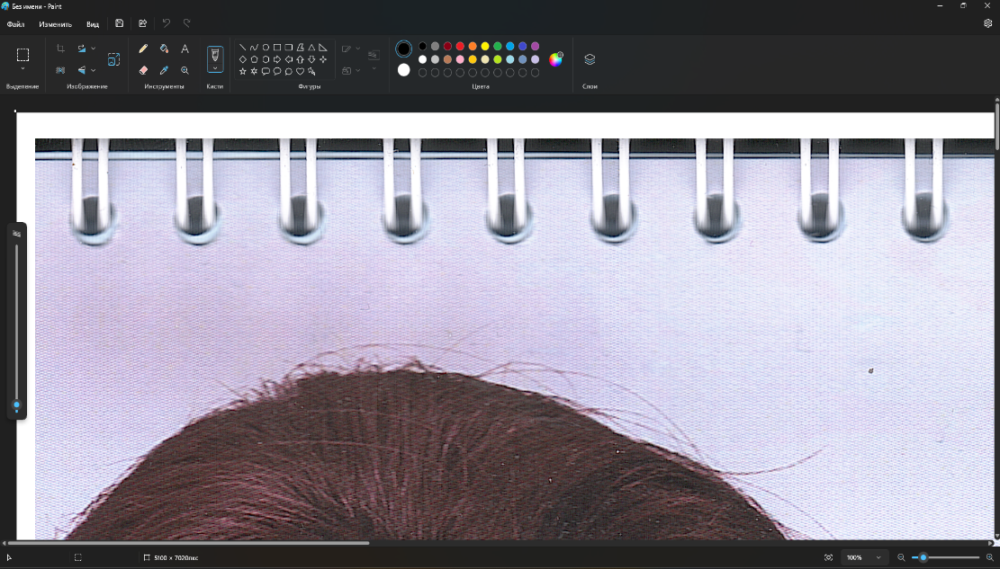 Без имени - Paint
Файл Изменить Вид
Выделение Изображение Инструменты Кисти Фигуры Цвета Слои
5100 × 7020пкс 100%